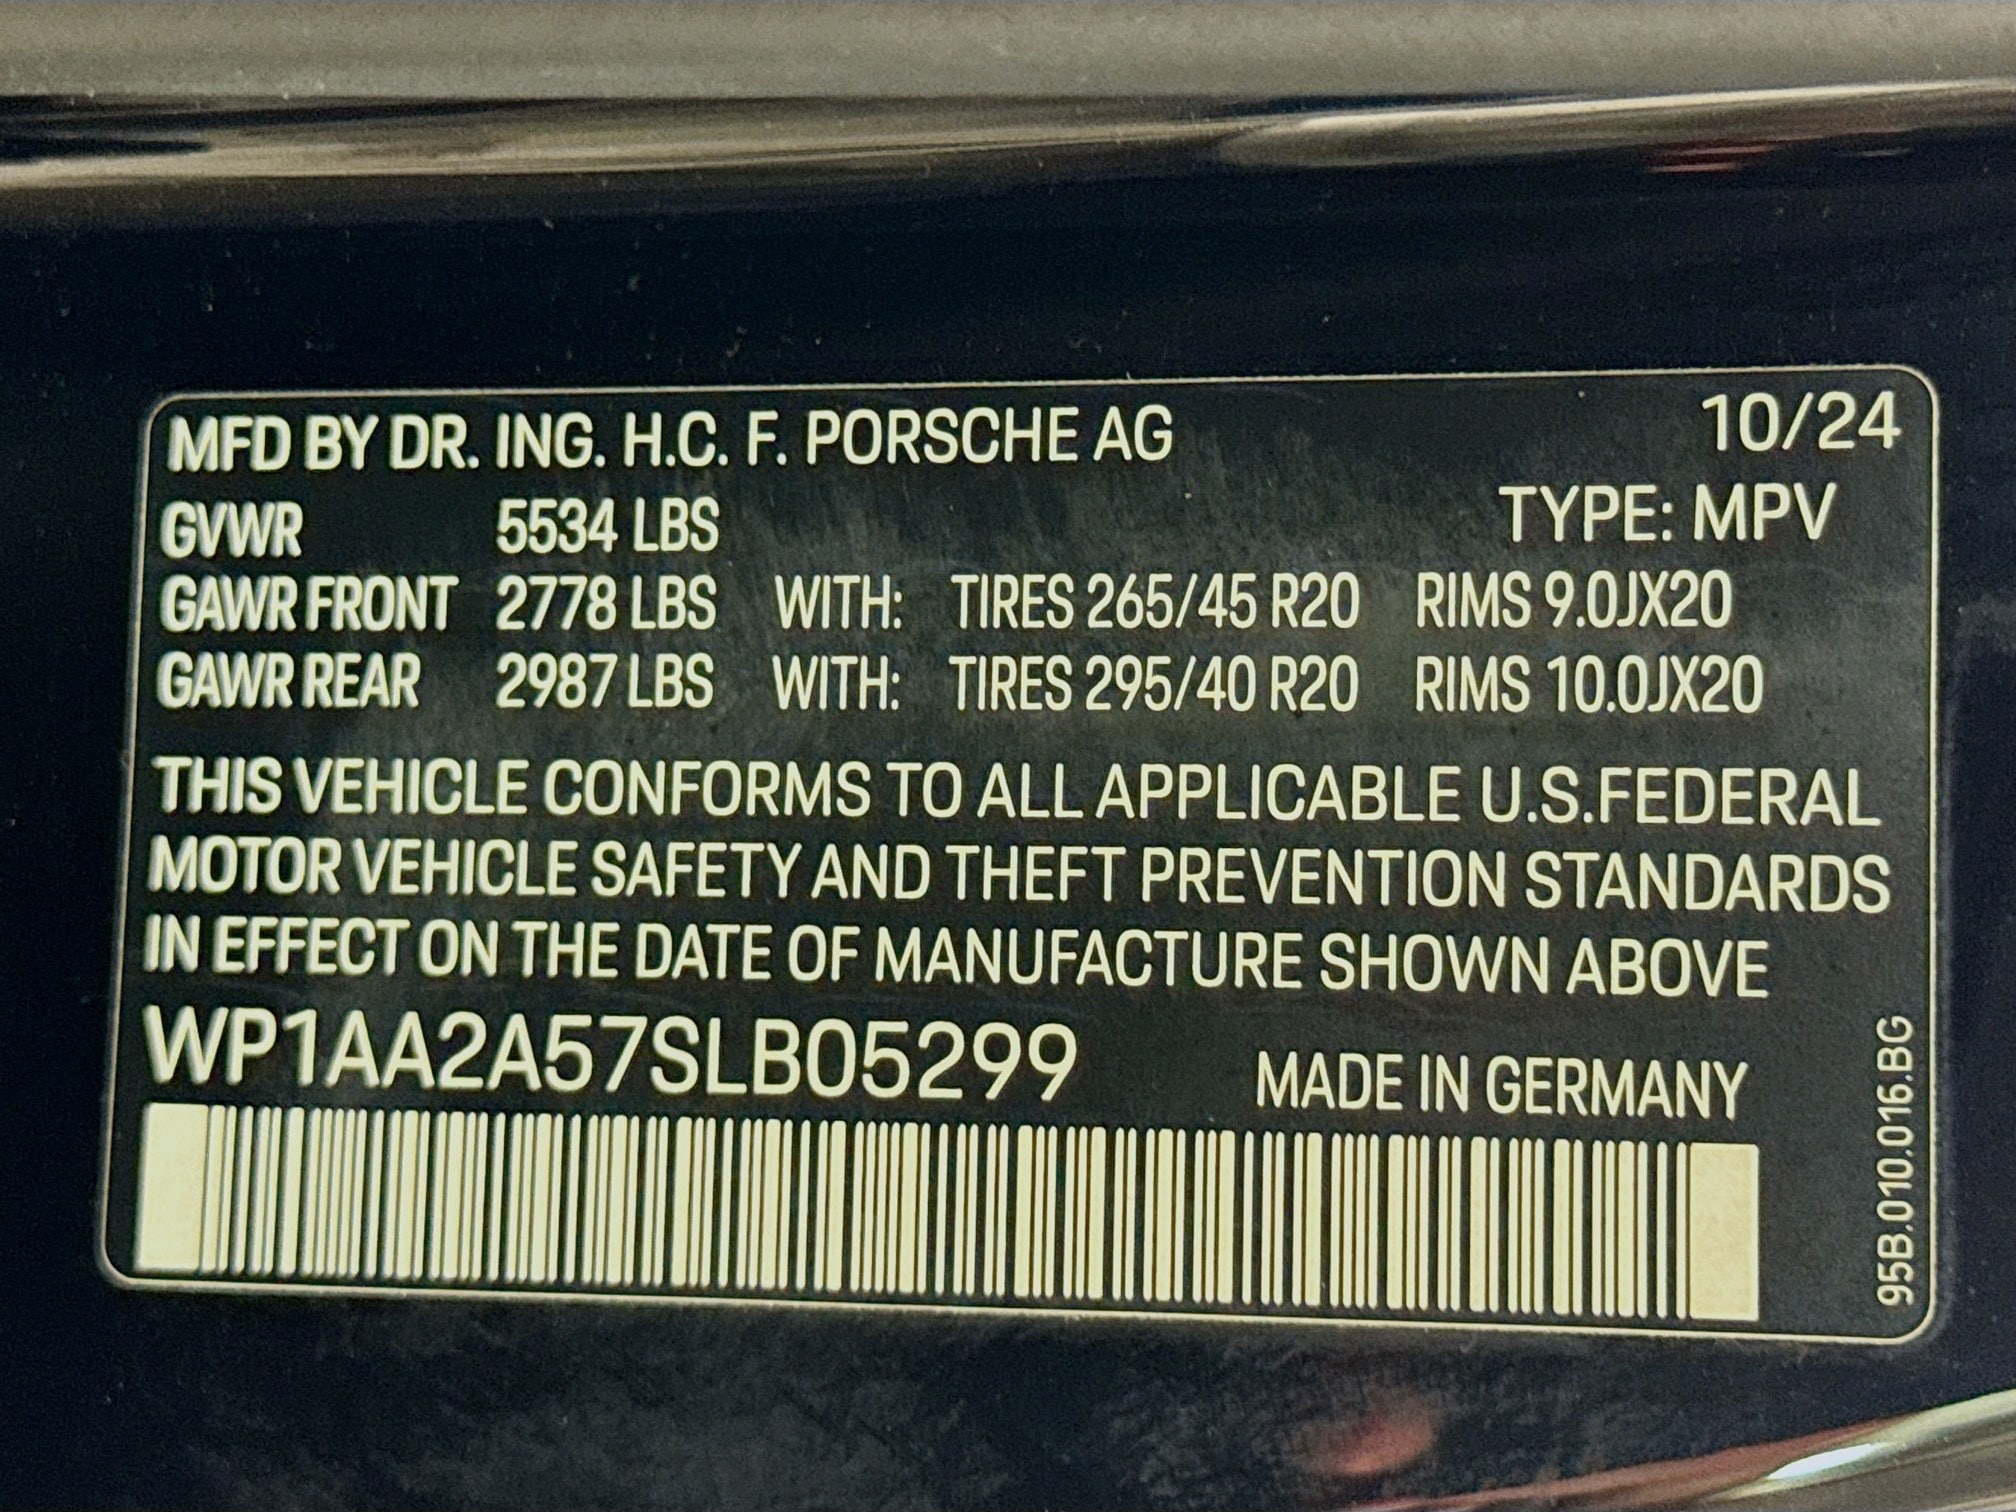 MFD BY DR. ING. H.C. F. PORSCHE AG 10/24
GVWR 5534 LBS TYPE: MPV
GAWR FRONT 2778 LBS WITH: TIRES 265/45 R20 RIMS 9.0JX20
GAWR REAR 2987 LBS WITH: TIRES 295/40 R20 RIMS 10.0JX20
THIS VEHICLE CONFORMS TO ALL APPLICABLE U.S.FEDERAL
MOTOR VEHICLE SAFETY AND THEFT PREVENTION STANDARDS
IN EFFECT ON THE DATE OF MANUFACTURE SHOWN ABOVE
WP1AA2A57SLB05299 MADE IN GERMANY
95B.010.016.BG